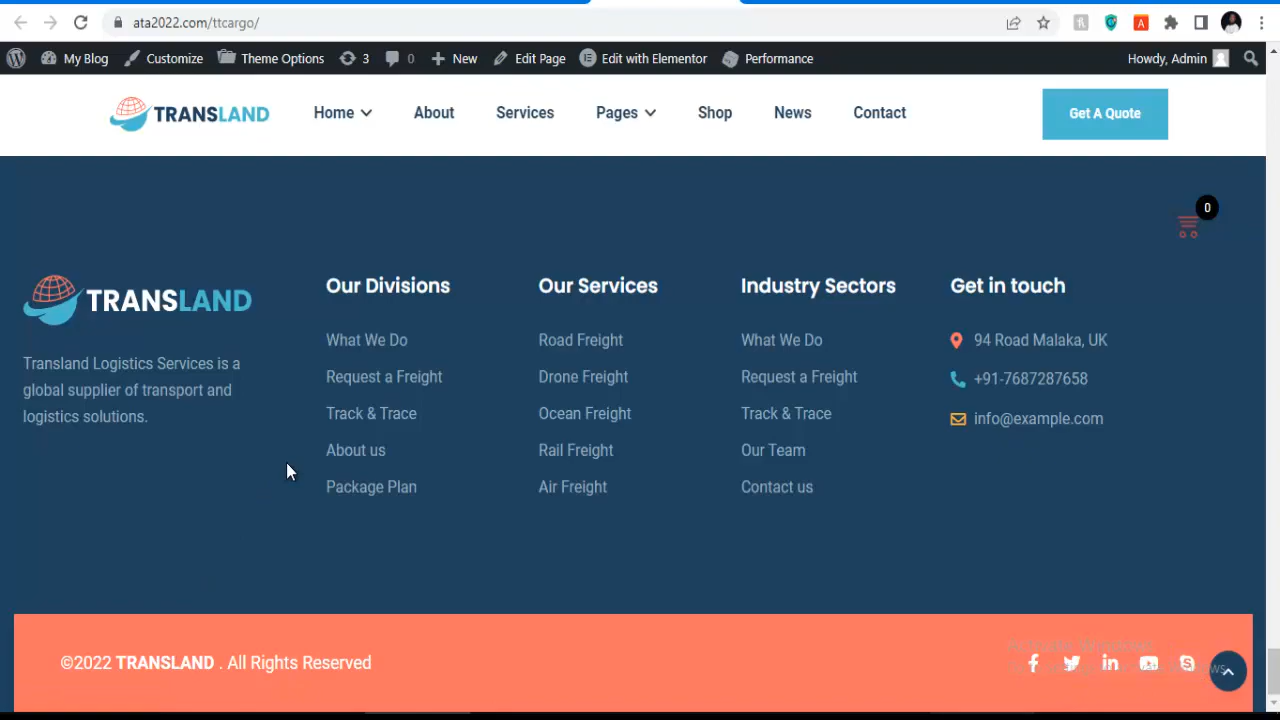 ata2022.com/ttcargo/
My Blog Customize Theme Options 3 0 New Edit Page Edit with Elementor Performance Howdy, Admin
TRANSLAND Home About Services Pages Shop News Contact Get A Quote
0
TRANSLAND
Transland Logistics Services is a
global supplier of transport and
logistics solutions.
Our Divisions
What We Do
Request a Freight
Track & Trace
About us
Package Plan
Our Services
Road Freight
Drone Freight
Ocean Freight
Rail Freight
Air Freight
Industry Sectors
What We Do
Request a Freight
Track & Trace
Our Team
Contact us
Get in touch
94 Road Malaka, UK
+91-7687287658
info@example.com
©2022 TRANSLAND . All Rights Reserved